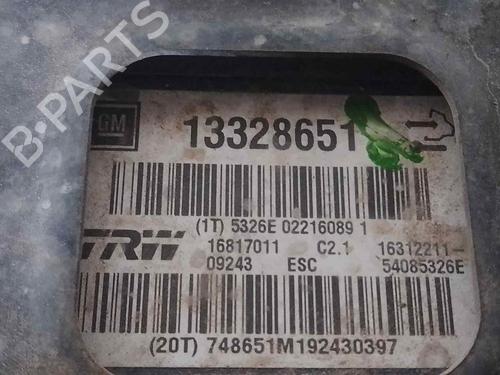 B-PARTS
GM
13328651
(1T) 5326E 02216089 1
TRW
16817011 C2.1 16312211-
09243 ESC 54085326E
(20T) 748651M192430397